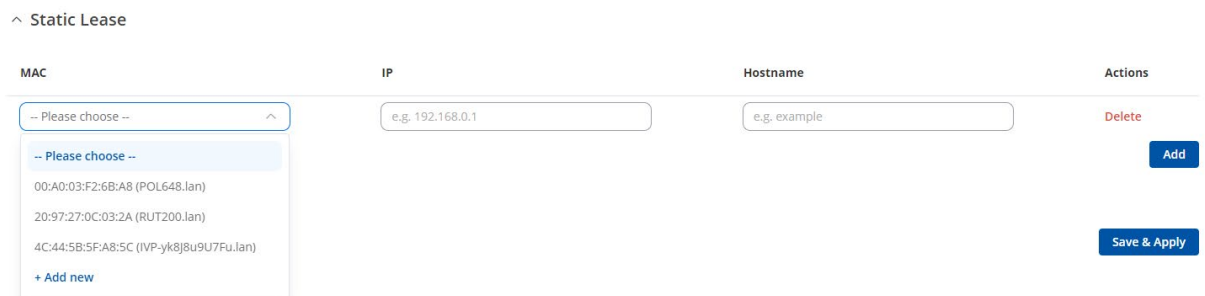 Static Lease
MAC IP Hostname Actions
-- Please choose -- e.g. 192.168.0.1 e.g. example Delete
-- Please choose --
Add
00:A0:03:F2:6B:A8 (POL648.lan)
20:97:27:0C:03:2A (RUT200.lan)
4C:44:5B:5F:A8:5C (IVP-yk8J8u9U7Fu.lan)
Save & Apply
+ Add new